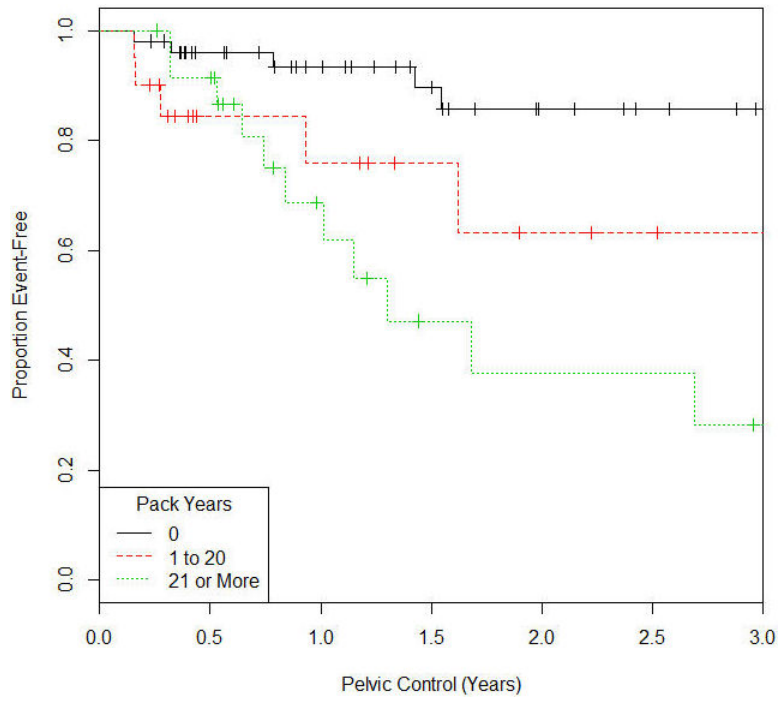 Proportion Event-Free
1.0
0.8
0.6
0.4
0.2
0.0
Pack Years
0
1 to 20
21 or More
0.0 0.5 1.0 1.5 2.0 2.5 3.0
Pelvic Control (Years)